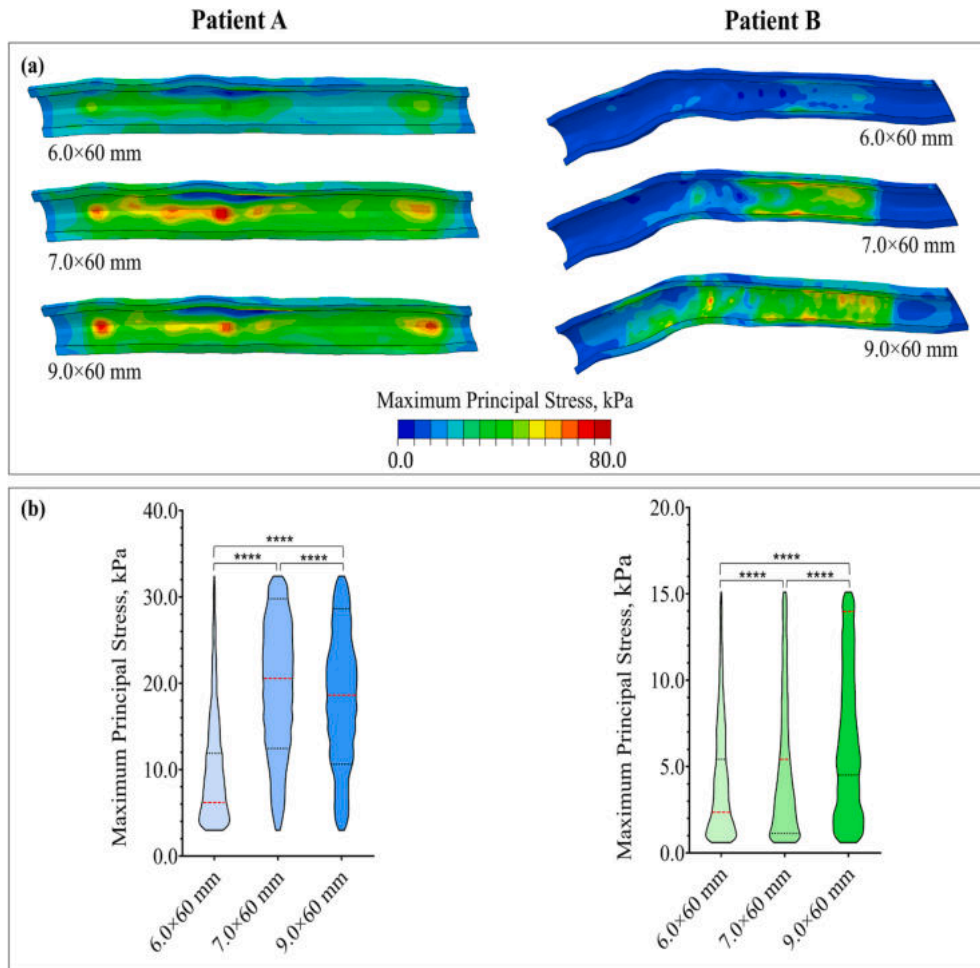 Patient A
Patient B
(a)
6.0×60 mm
7.0×60 mm
9.0×60 mm
6.0×60 mm
7.0×60 mm
9.0×60 mm
Maximum Principal Stress, kPa
0.0
80.0
(b)
Maximum Principal Stress, kPa
40.0
30.0
20.0
10.0
0.0
****
****
****
6.0×60 mm
7.0×60 mm
9.0×60 mm
Maximum Principal Stress, kPa
20.0
15.0
10.0
5.0
0.0
****
****
****
6.0×60 mm
7.0×60 mm
9.0×60 mm